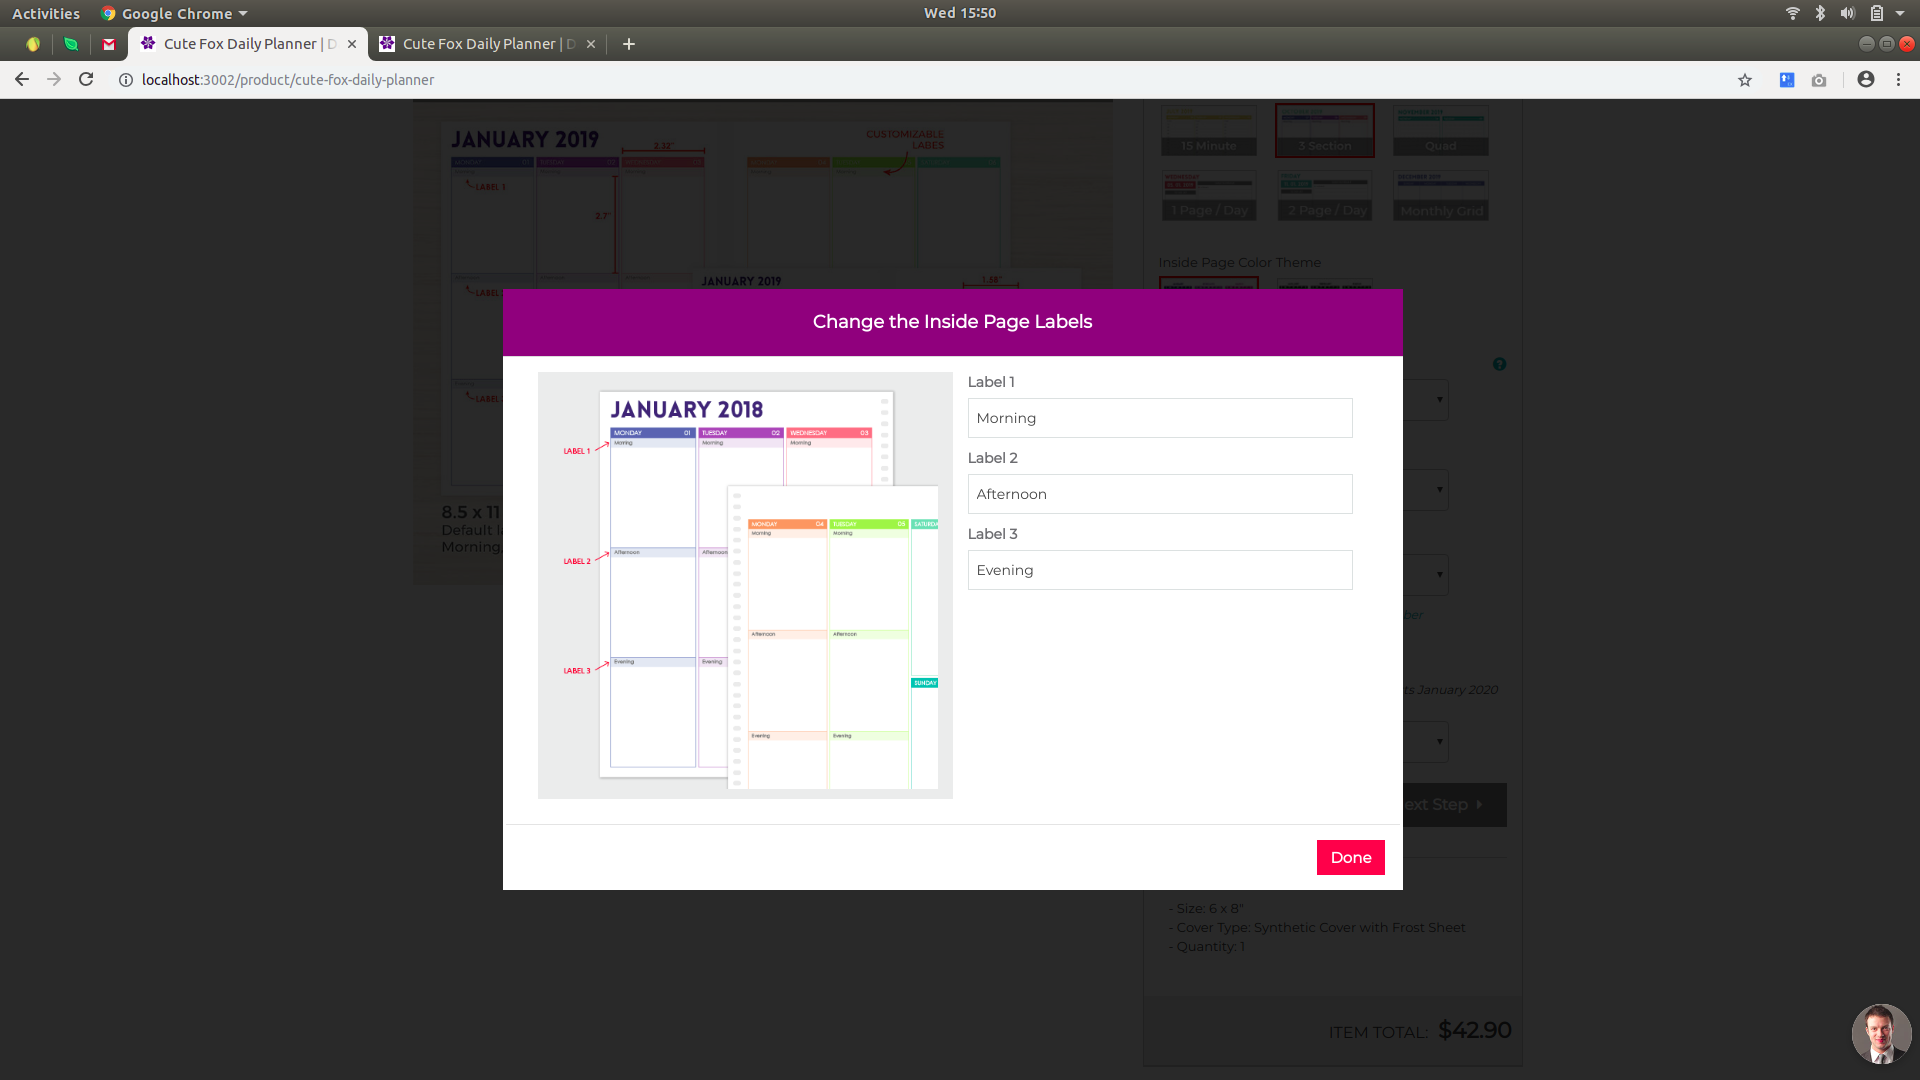 Activities
Google Chrome
Wed 15:50
Cute Fox Daily Planner | D
Cute Fox Daily Planner | D
localhost:3002/product/cute-fox-daily-planner
JANUARY 2019
2.32"
CUSTOMIZABLE
LABES
LABEL 1
2.7"
JANUARY 2019
1.58"
8.5 x 11
Default
Morning,
15 Minute
3 Section
Quad
1 Page / Day
2 Page / Day
Monthly Grid
Inside Page Color Theme
Change the Inside Page Labels
JANUARY 2018
MONDAY 01
TUESDAY 02
WEDNESDAY 03
Morning
Morning
Morning
LABEL 1
MONDAY 04
TUESDAY 05
SATURDA
Morning
Morning
LABEL 2
Afternoon
Afternoon
Afternoon
Afternoon
LABEL 3
Evening
Evening
SUNDAY
Evening
Evening
Label 1
Morning
Label 2
Afternoon
Label 3
Evening
Done
ts January 2020
ext Step
- Size: 6 x 8"
- Cover Type: Synthetic Cover with Frost Sheet
- Quantity: 1
ITEM TOTAL: $42.90